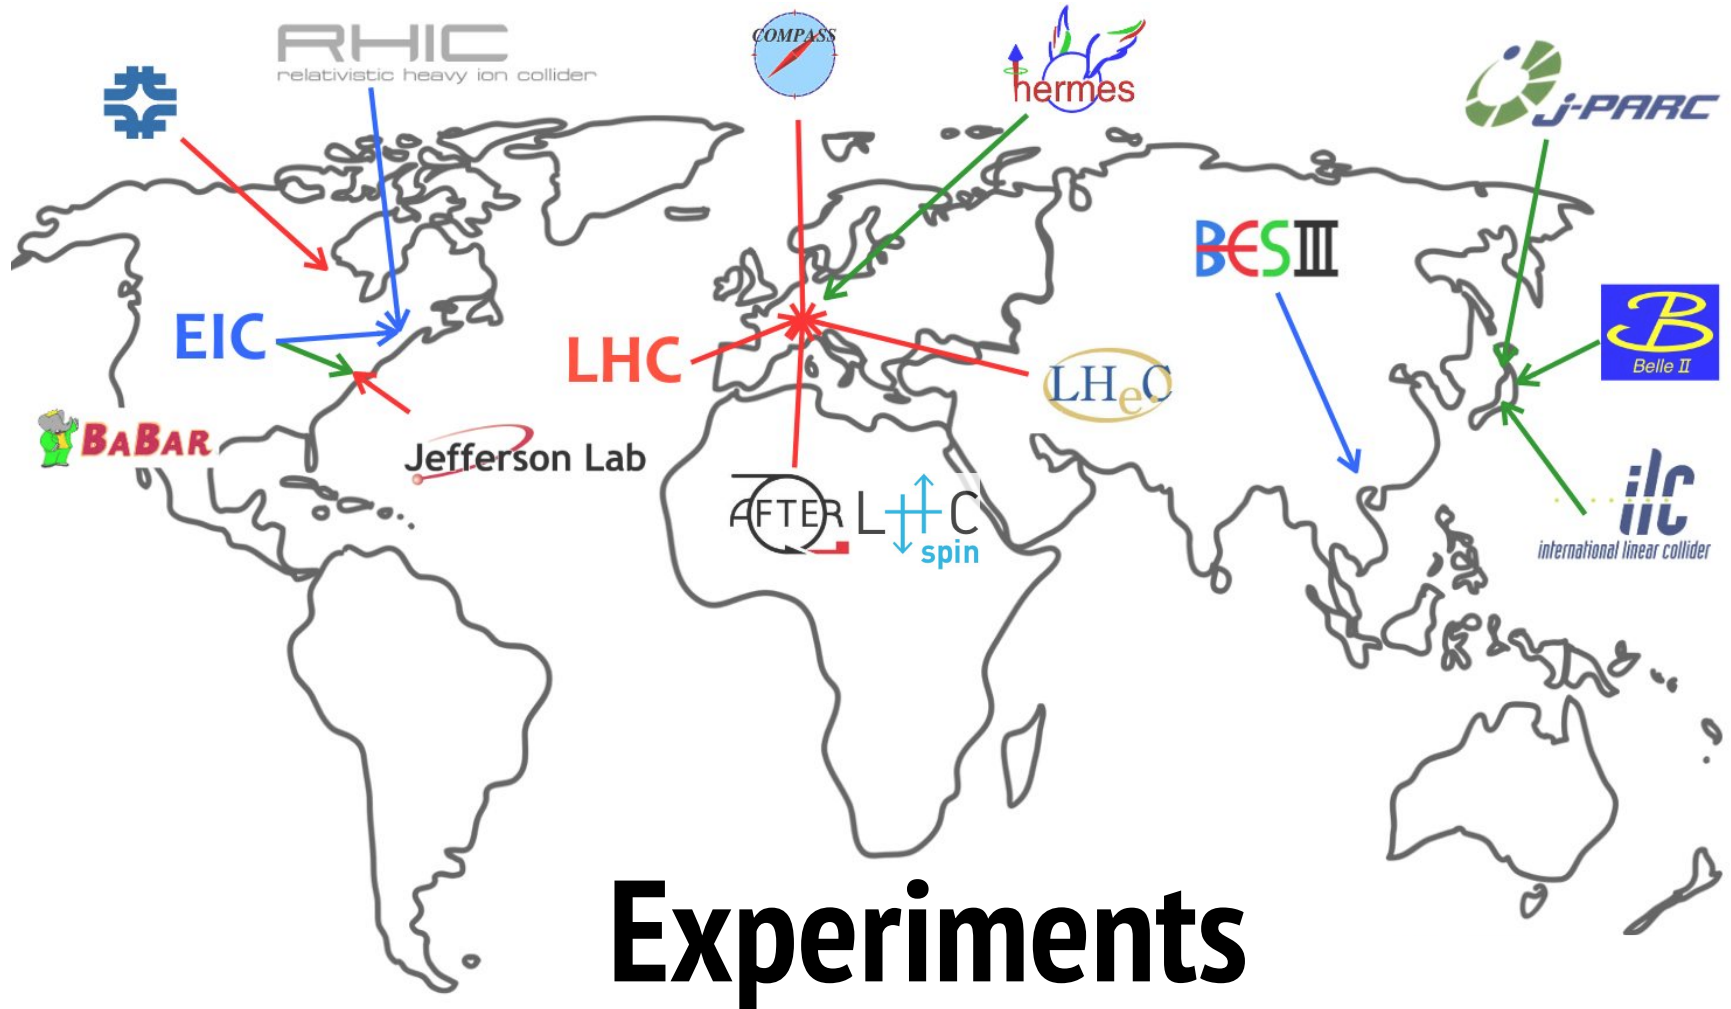 RHIC
relativistic heavy ion collider
COMPASS
hermes
j-PARC
BESIII
EIC
LHC
LHeC
B
Belle II
BABAR
Jefferson Lab
AFTER
LHC
spin
ilc
international linear collider
Experiments